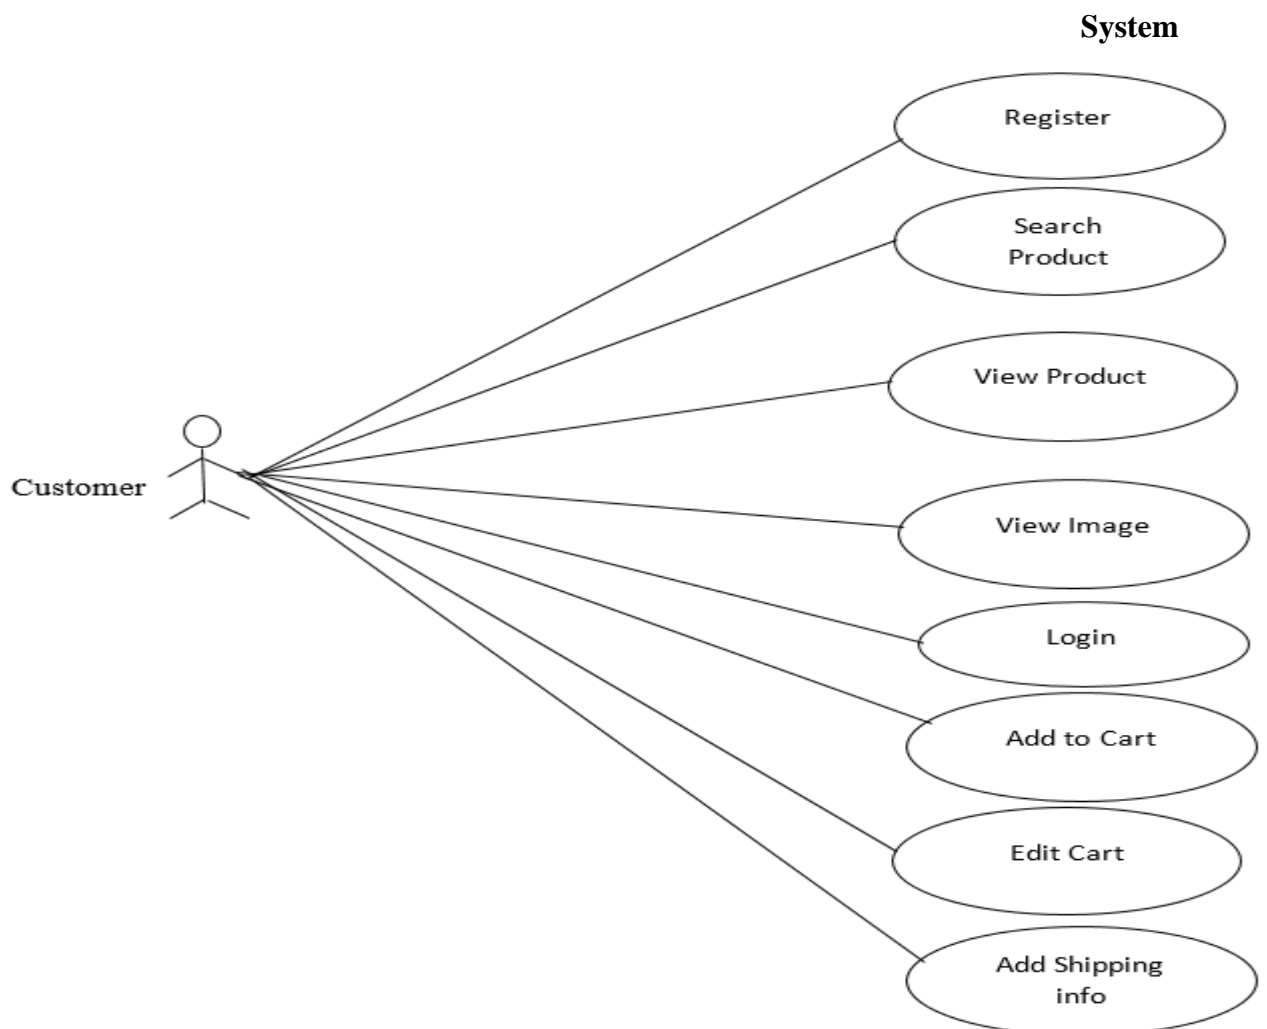 System
Register
Search
Product
View Product
Customer
View Image
Login
Add to Cart
Edit Cart
Add Shipping
info